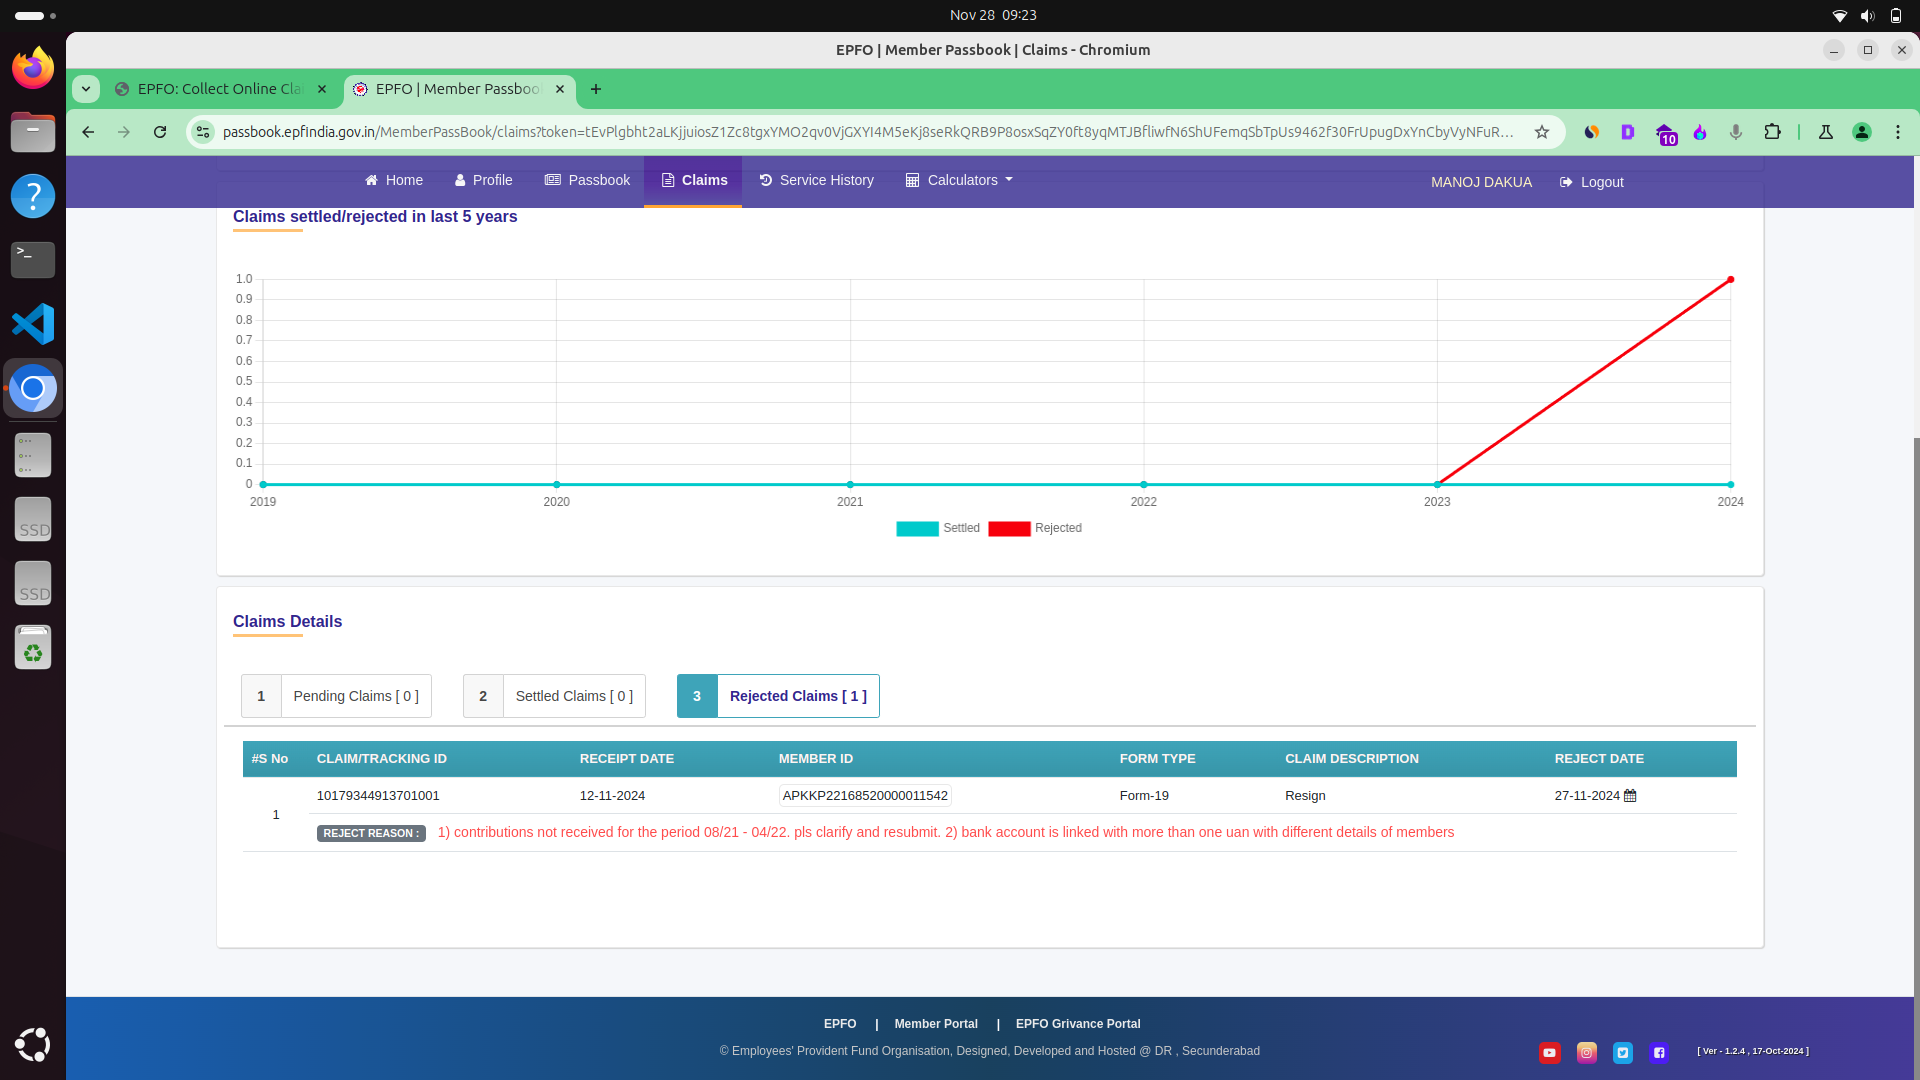 Nov 28 09:23
EPFO | Member Passbook | Claims - Chromium
EPFO: Collect Online Clai
EPFO | Member Passbook
passbook.epfindia.gov.in/MemberPassBook/claims?token=tEvPlgbht2aLKjjuiosZ1Zc8tgxYMO2qv0VjGXYI4M5eKj8seRkQRB9P8osxSqZY0ft8yqMTJBfliwfN6ShUFemqSbTpUs9462f30FrUpugDxYnCbyVyNFuR...
10
Home Profile Passbook Claims Service History Calculators MANOJ DAKUA Logout
Claims settled/rejected in last 5 years
1.0
0.9
0.8
0.7
0.6
0.5
0.4
0.3
0.2
0.1
0
2019 2020 2021 2022 2023 2024
Settled Rejected
SSD
SSD
Claims Details
1 Pending Claims [ 0 ] 2 Settled Claims [ 0 ] 3 Rejected Claims [ 1 ]
#S No CLAIM/TRACKING ID RECEIPT DATE MEMBER ID FORM TYPE CLAIM DESCRIPTION REJECT DATE
1 10179344913701001 12-11-2024 APKKP22168520000011542 Form-19 Resign 27-11-2024
REJECT REASON : 1) contributions not received for the period 08/21 - 04/22. pls clarify and resubmit. 2) bank account is linked with more than one uan with different details of members
EPFO | Member Portal | EPFO Grivance Portal
© Employees' Provident Fund Organisation, Designed, Developed and Hosted @ DR , Secunderabad
[ Ver - 1.2.4 , 17-Oct-2024 ]